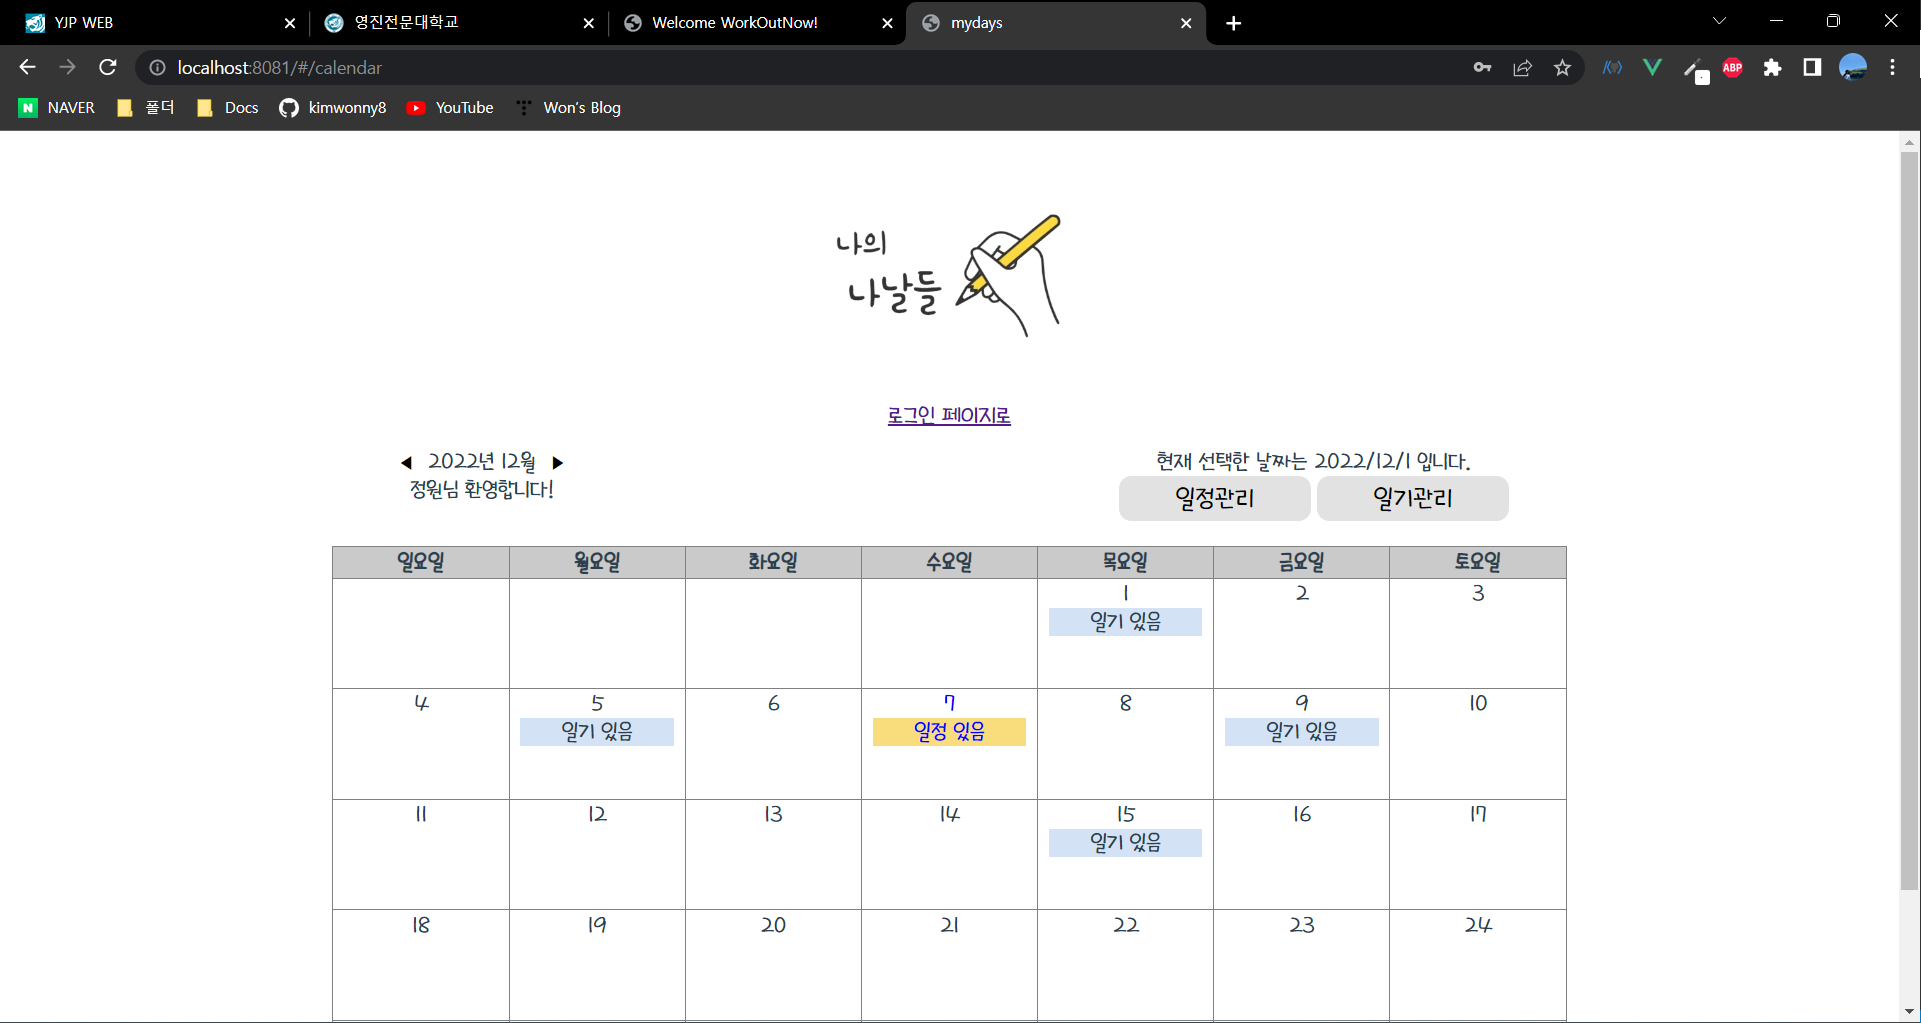 YJP WEB
영진전문대학교
Welcome WorkOutNow!
mydays
localhost:8081/#/calendar
ABP
N NAVER
폴더
Docs
kimwonny8
YouTube
Won's Blog
나의
나날들
로그인 페이지로
◀ 2022년 12월 ▶
정원님 환영합니다!
현재 선택한 날짜는 2022/12/1 입니다.
일정관리 일기관리
일요일 월요일 화요일 수요일 목요일 금요일 토요일
1 2 3
일기 있음
4 5 6 7 8 9 10
일기 있음 일정 있음 일기 있음
11 12 13 14 15 16 17
일기 있음
18 19 20 21 22 23 24